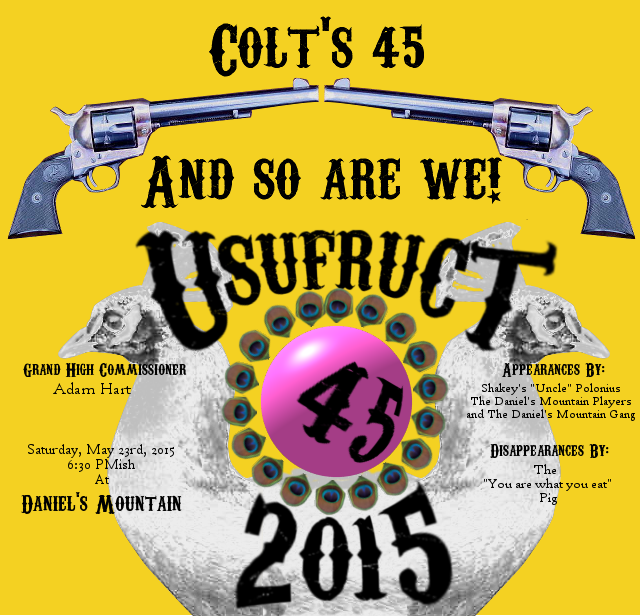 Colt's 45
And so are we!
Usufruct
45
2015
Grand High Commissioner
Adam Hart
Saturday, May 23rd, 2015
6:30 PMish
At
Daniel's Mountain
Appearances By:
Shakey's "Uncle" Polonius
The Daniel's Mountain Players
and The Daniel's Mountain Gang
Disappearances By:
The
"You are what you eat"
Pig